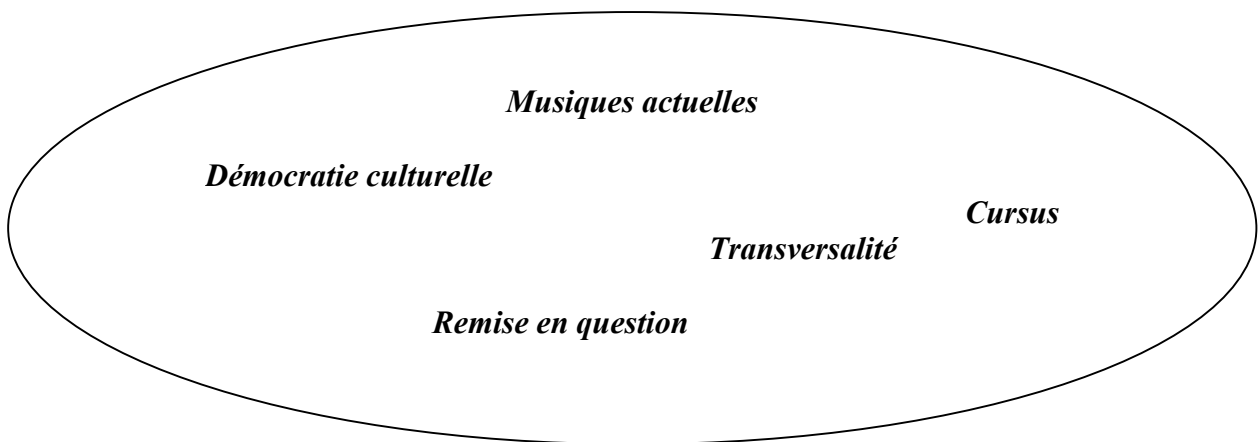 Musiques actuelles
Démocratie culturelle
Cursus
Transversalité
Remise en question